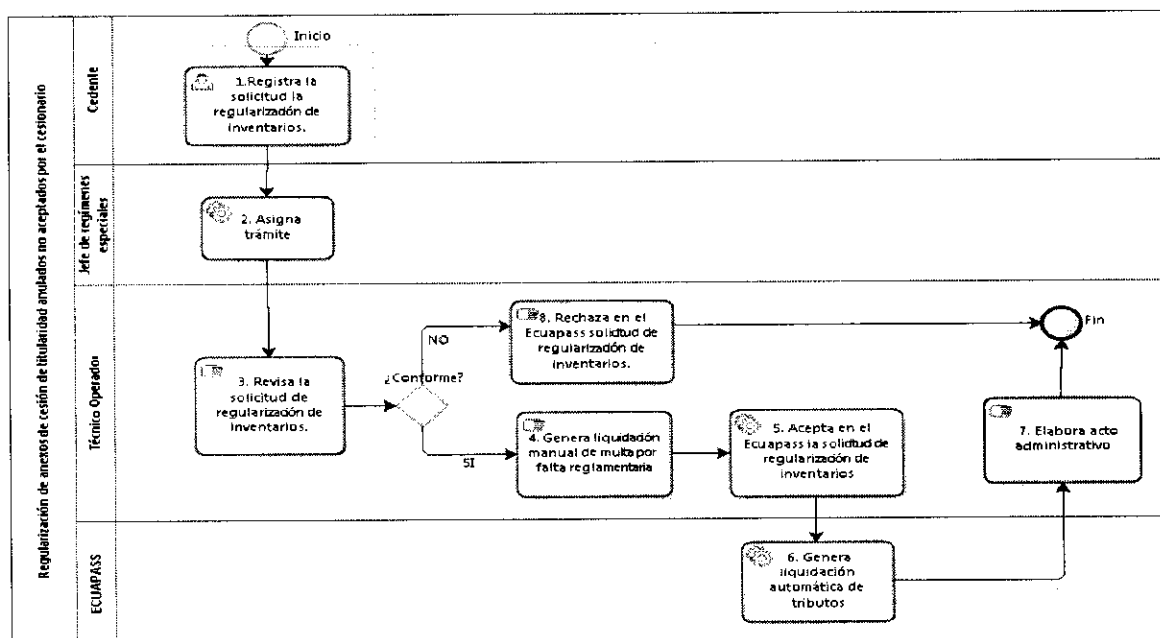 Regularización de anexos de cesión de titularidad anulados no aceptados por el cesionario
Cedente
Inicio
1.Registra la
solicitud la
regularización de
inventarios.
Jefe de regímenes
especiales
2. Asigna
trámite
Técnico Operador
3. Revisa la
solicitud de
regularización de
inventarios.
¿Conforme?
NO
8. Rechaza en el
Ecuapass solicitud de
regularización de
inventarios.
Fin
SI
4. Genera liquidación
manual de multa por
falta reglamentaria
5. Acepta en el
Ecuapass la solicitud de
regularización de
inventarios
7. Elabora acto
administrativo
ECUAPASS
6. Genera
liquidación
automática de
tributos